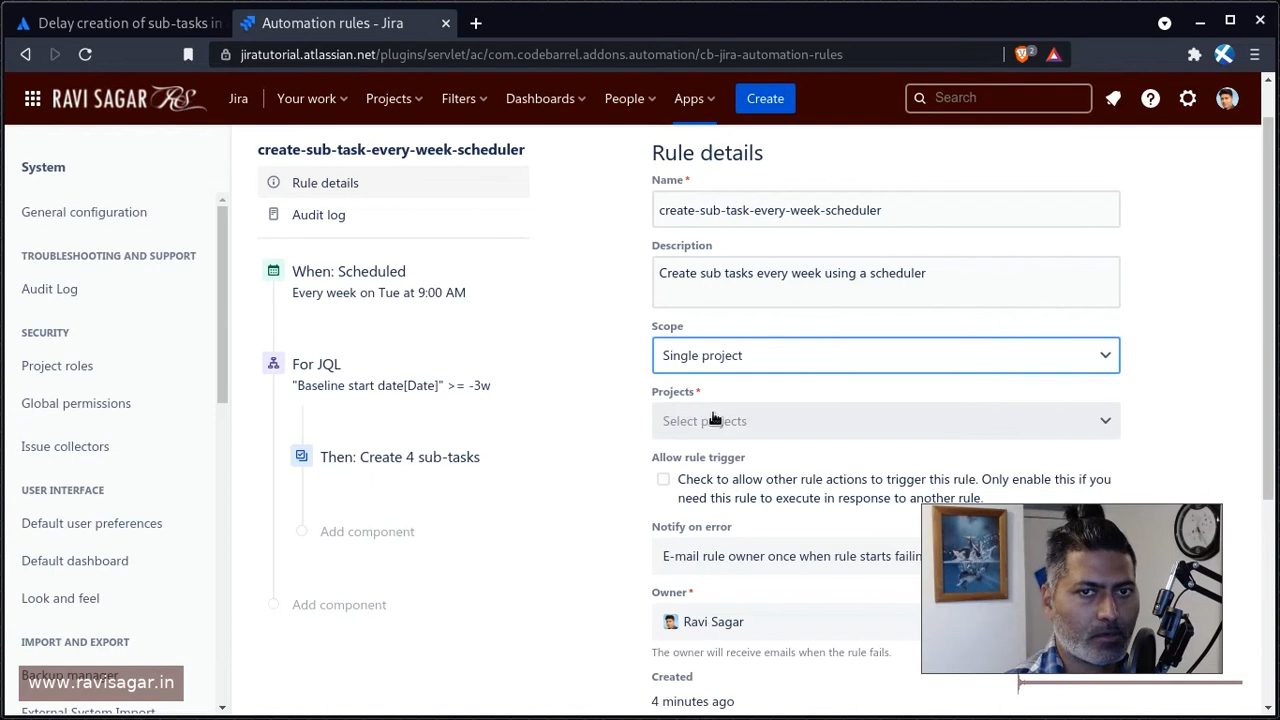 Delay creation of sub-tasks in
Automation rules - Jira
jiratutorial.atlassian.net/plugins/servlet/ac/com.codebarrel.addons.automation/cb-jira-automation-rules
2
RAVI SAGAR RS
Jira
Your work
Projects
Filters
Dashboards
People
Apps
Create
Search
System
General configuration
TROUBLESHOOTING AND SUPPORT
Audit Log
SECURITY
Project roles
Global permissions
Issue collectors
USER INTERFACE
Default user preferences
Default dashboard
Look and feel
IMPORT AND EXPORT
Backup manager
External System Import
www.ravisagar.in
create-sub-task-every-week-scheduler
Rule details
Audit log
When: Scheduled
Every week on Tue at 9:00 AM
For JQL
"Baseline start date[Date]" >= -3w
Then: Create 4 sub-tasks
Add component
Add component
Rule details
Name*
create-sub-task-every-week-scheduler
Description
Create sub tasks every week using a scheduler
Scope
Single project
Projects*
Select projects
Allow rule trigger
Check to allow other rule actions to trigger this rule. Only enable this if you
need this rule to execute in response to another rule.
Notify on error
E-mail rule owner once when rule starts failin
Owner*
Ravi Sagar
The owner will receive emails when the rule fails.
Created
4 minutes ago